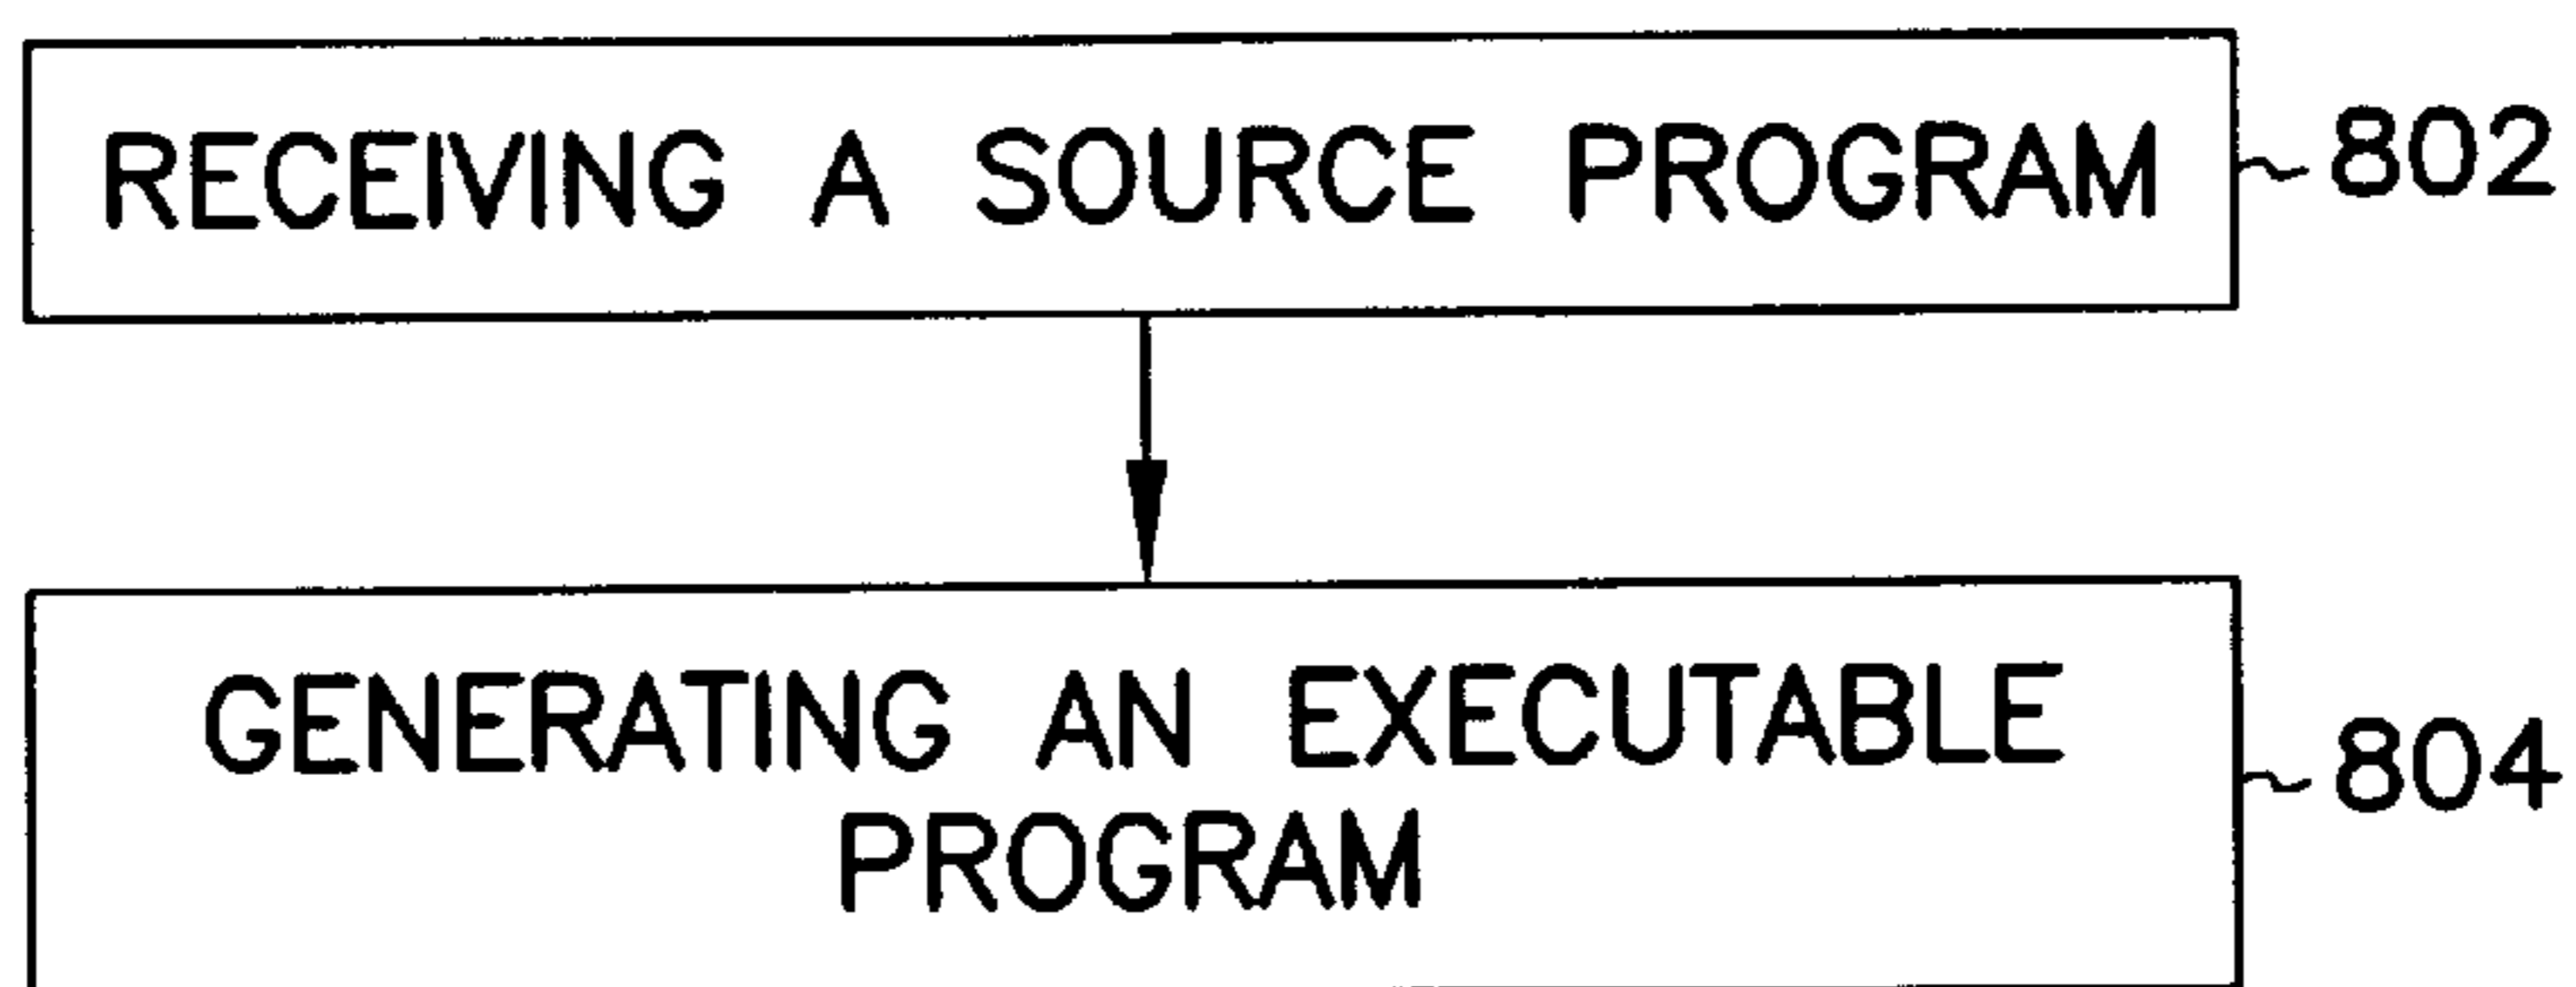 RECEIVING A SOURCE PROGRAM
802
GENERATING AN EXECUTABLE
PROGRAM
804